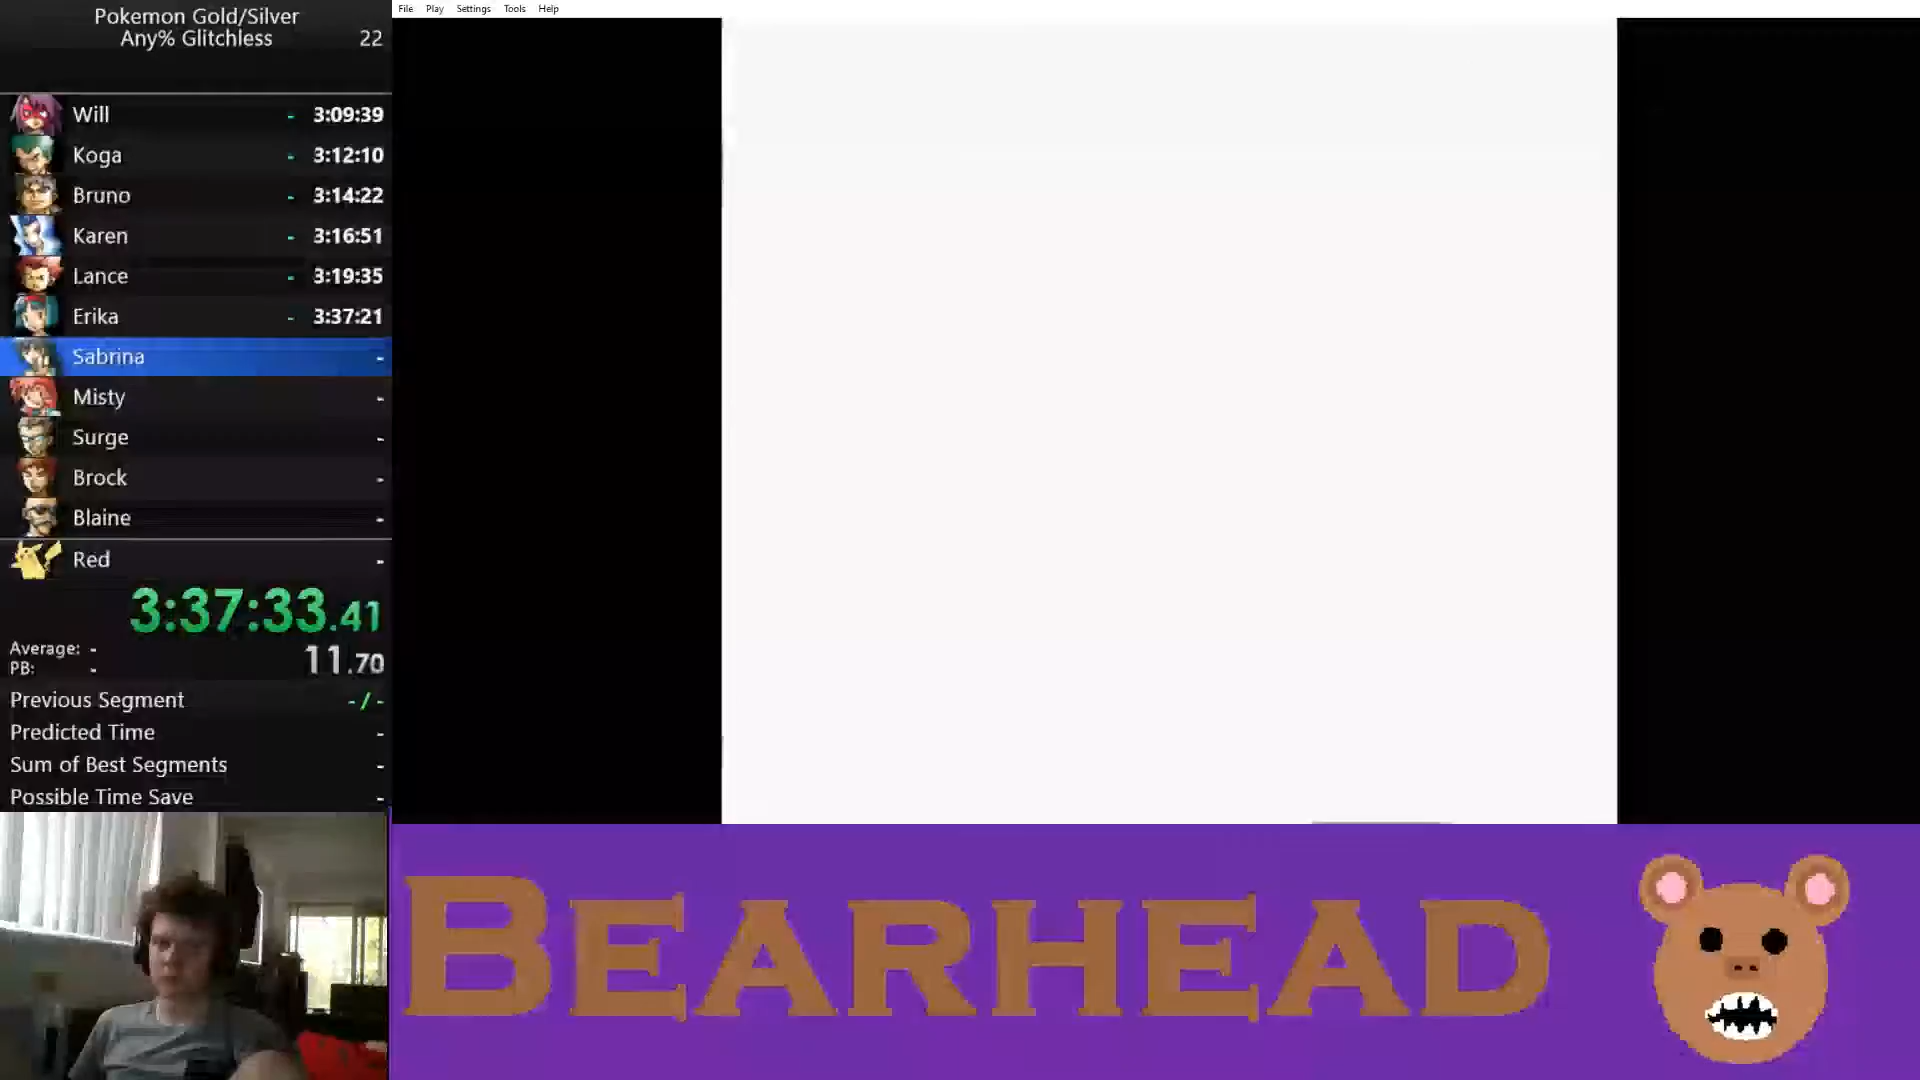 Pokemon Gold/Silver
Any% Glitchless 22
File Play Settings Tools Help
Will - 3:09:39
Koga - 3:12:10
Bruno - 3:14:22
Karen - 3:16:51
Lance - 3:19:35
Erika - 3:37:21
Sabrina -
Misty -
Surge -
Brock -
Blaine -
Red -
3:37:33.41
Average: - 11.70
PB: -
Previous Segment - / -
Predicted Time -
Sum of Best Segments -
Possible Time Save -
BEARHEAD